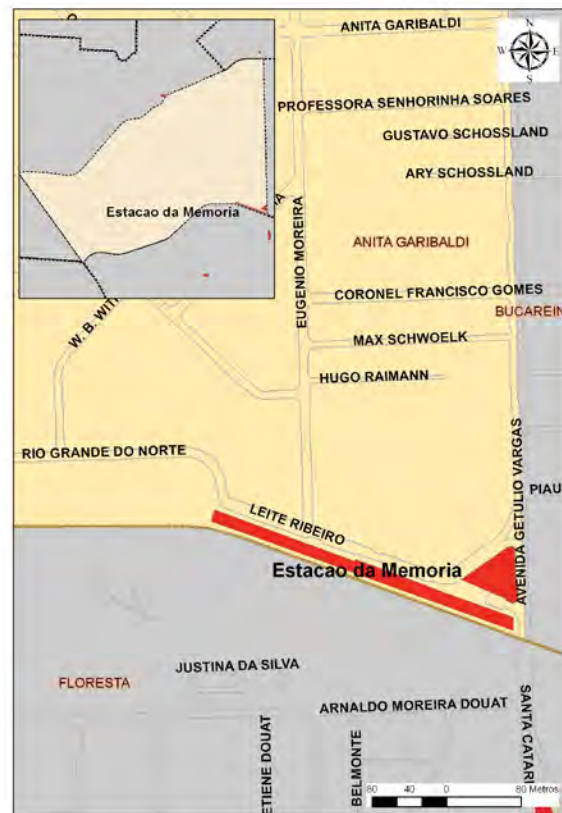 ANITA GARIBALDI
N
W E
S
PROFESSORA SENHORINHA SOARES
GUSTAVO SCHOSSLAND
ARY SCHOSSLAND
Estacao da Memoria
EUGENIO MOREIRA
ANITA GARIBALDI
CORONEL FRANCISCO GOMES
BUCAREIN
W. B. WIT
MAX SCHWOELK
HUGO RAIMANN
RIO GRANDE DO NORTE
AVENIDA GETULIO VARGAS
PIAU
LEITE RIBEIRO
Estacao da Memoria
JUSTINA DA SILVA
FLORESTA
ARNALDO MOREIRA DOUAT
SANTA CATARI
ETIENE DOUAT
BELMONTE
80 40 0 80 Metros